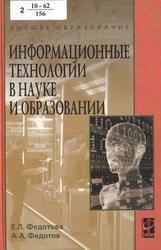 2 10-62
156
ВЫСШЕЕ ОБРАЗОВАНИЕ
ИНФОРМАЦИОННЫЕ
ТЕХНОЛОГИИ
В НАУКЕ
И ОБРАЗОВАНИИ
Е.Л. Федотова
А.А. Федотов